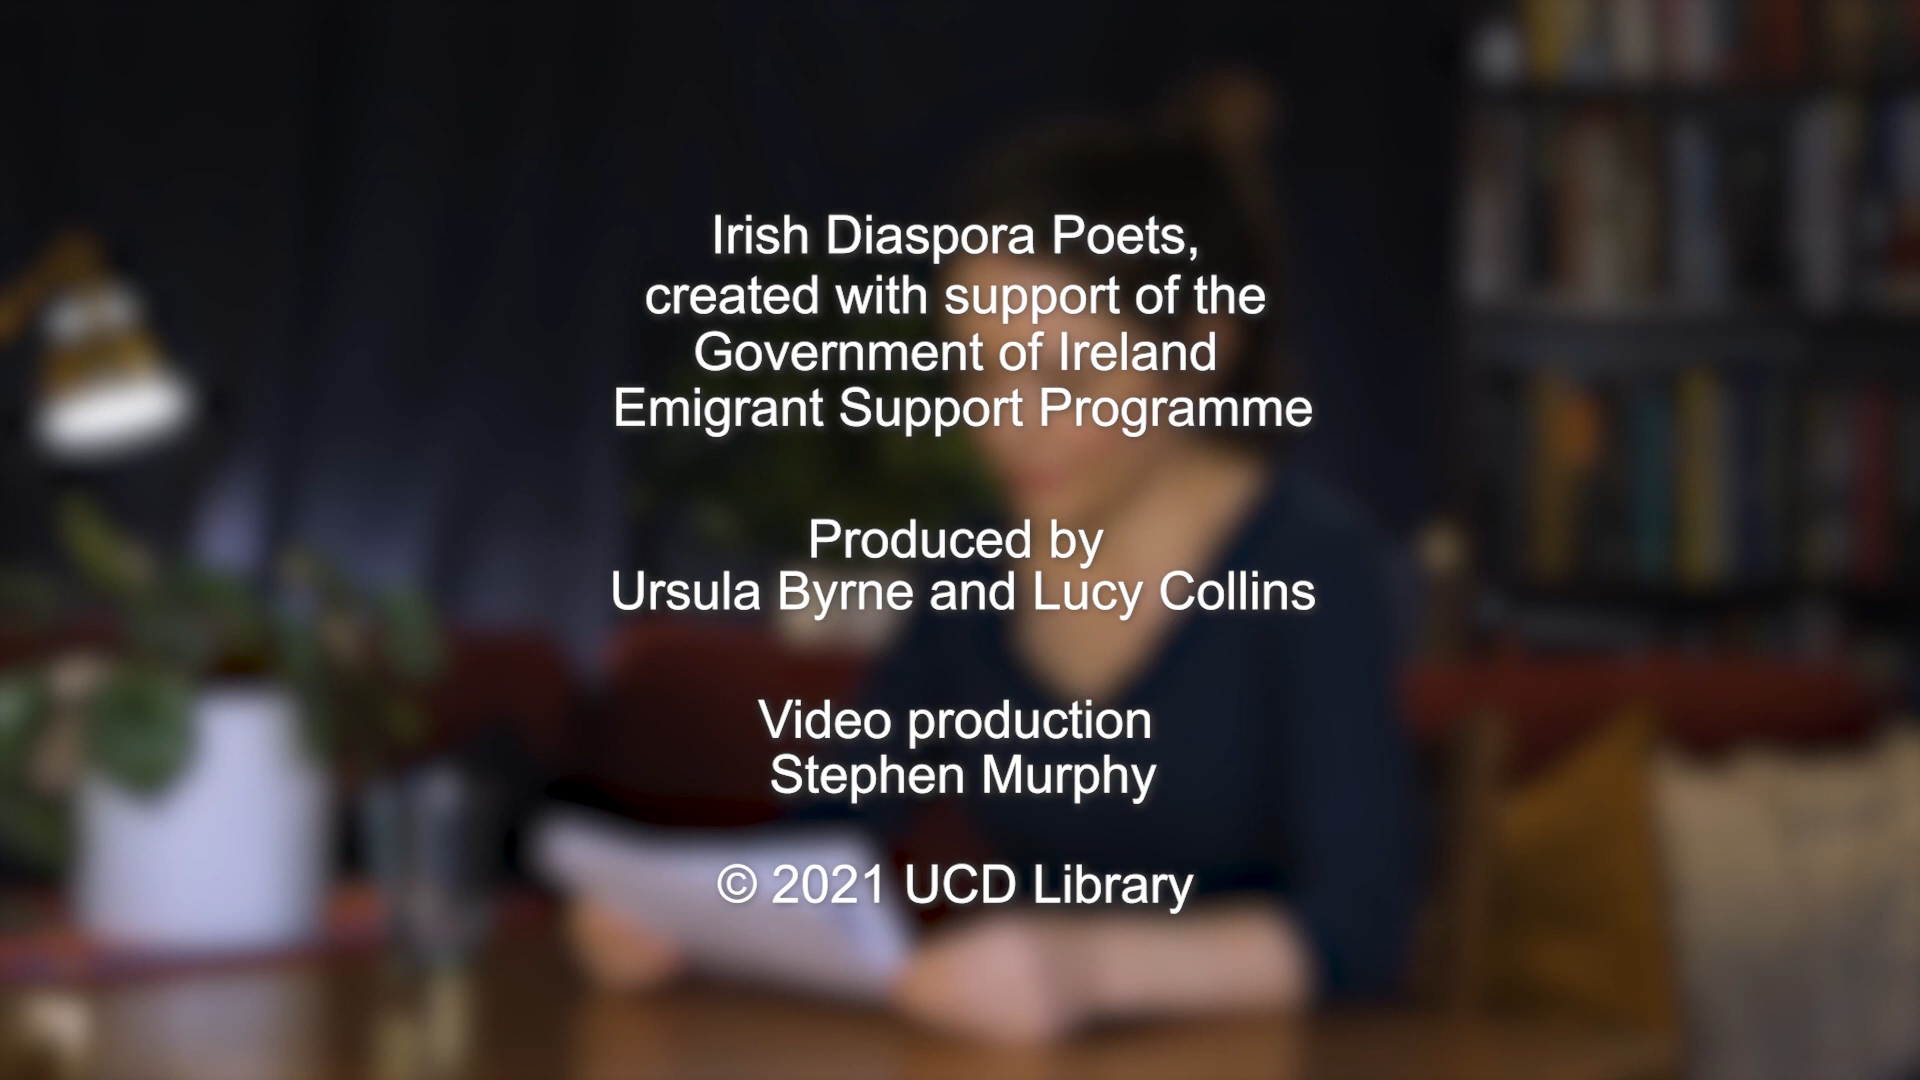 Irish Diaspora Poets,
created with support of the
Government of Ireland
Emigrant Support Programme
Produced by
Ursula Byrne and Lucy Collins
Video production
Stephen Murphy
© 2021 UCD Library